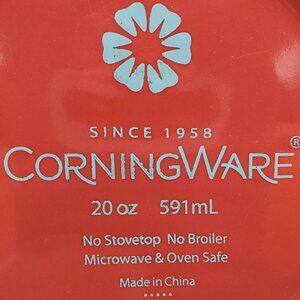 SINCE 1958
CORNINGWARE®
20 oz 591mL
No Stovetop No Broiler
Microwave & Oven Safe
Made in China